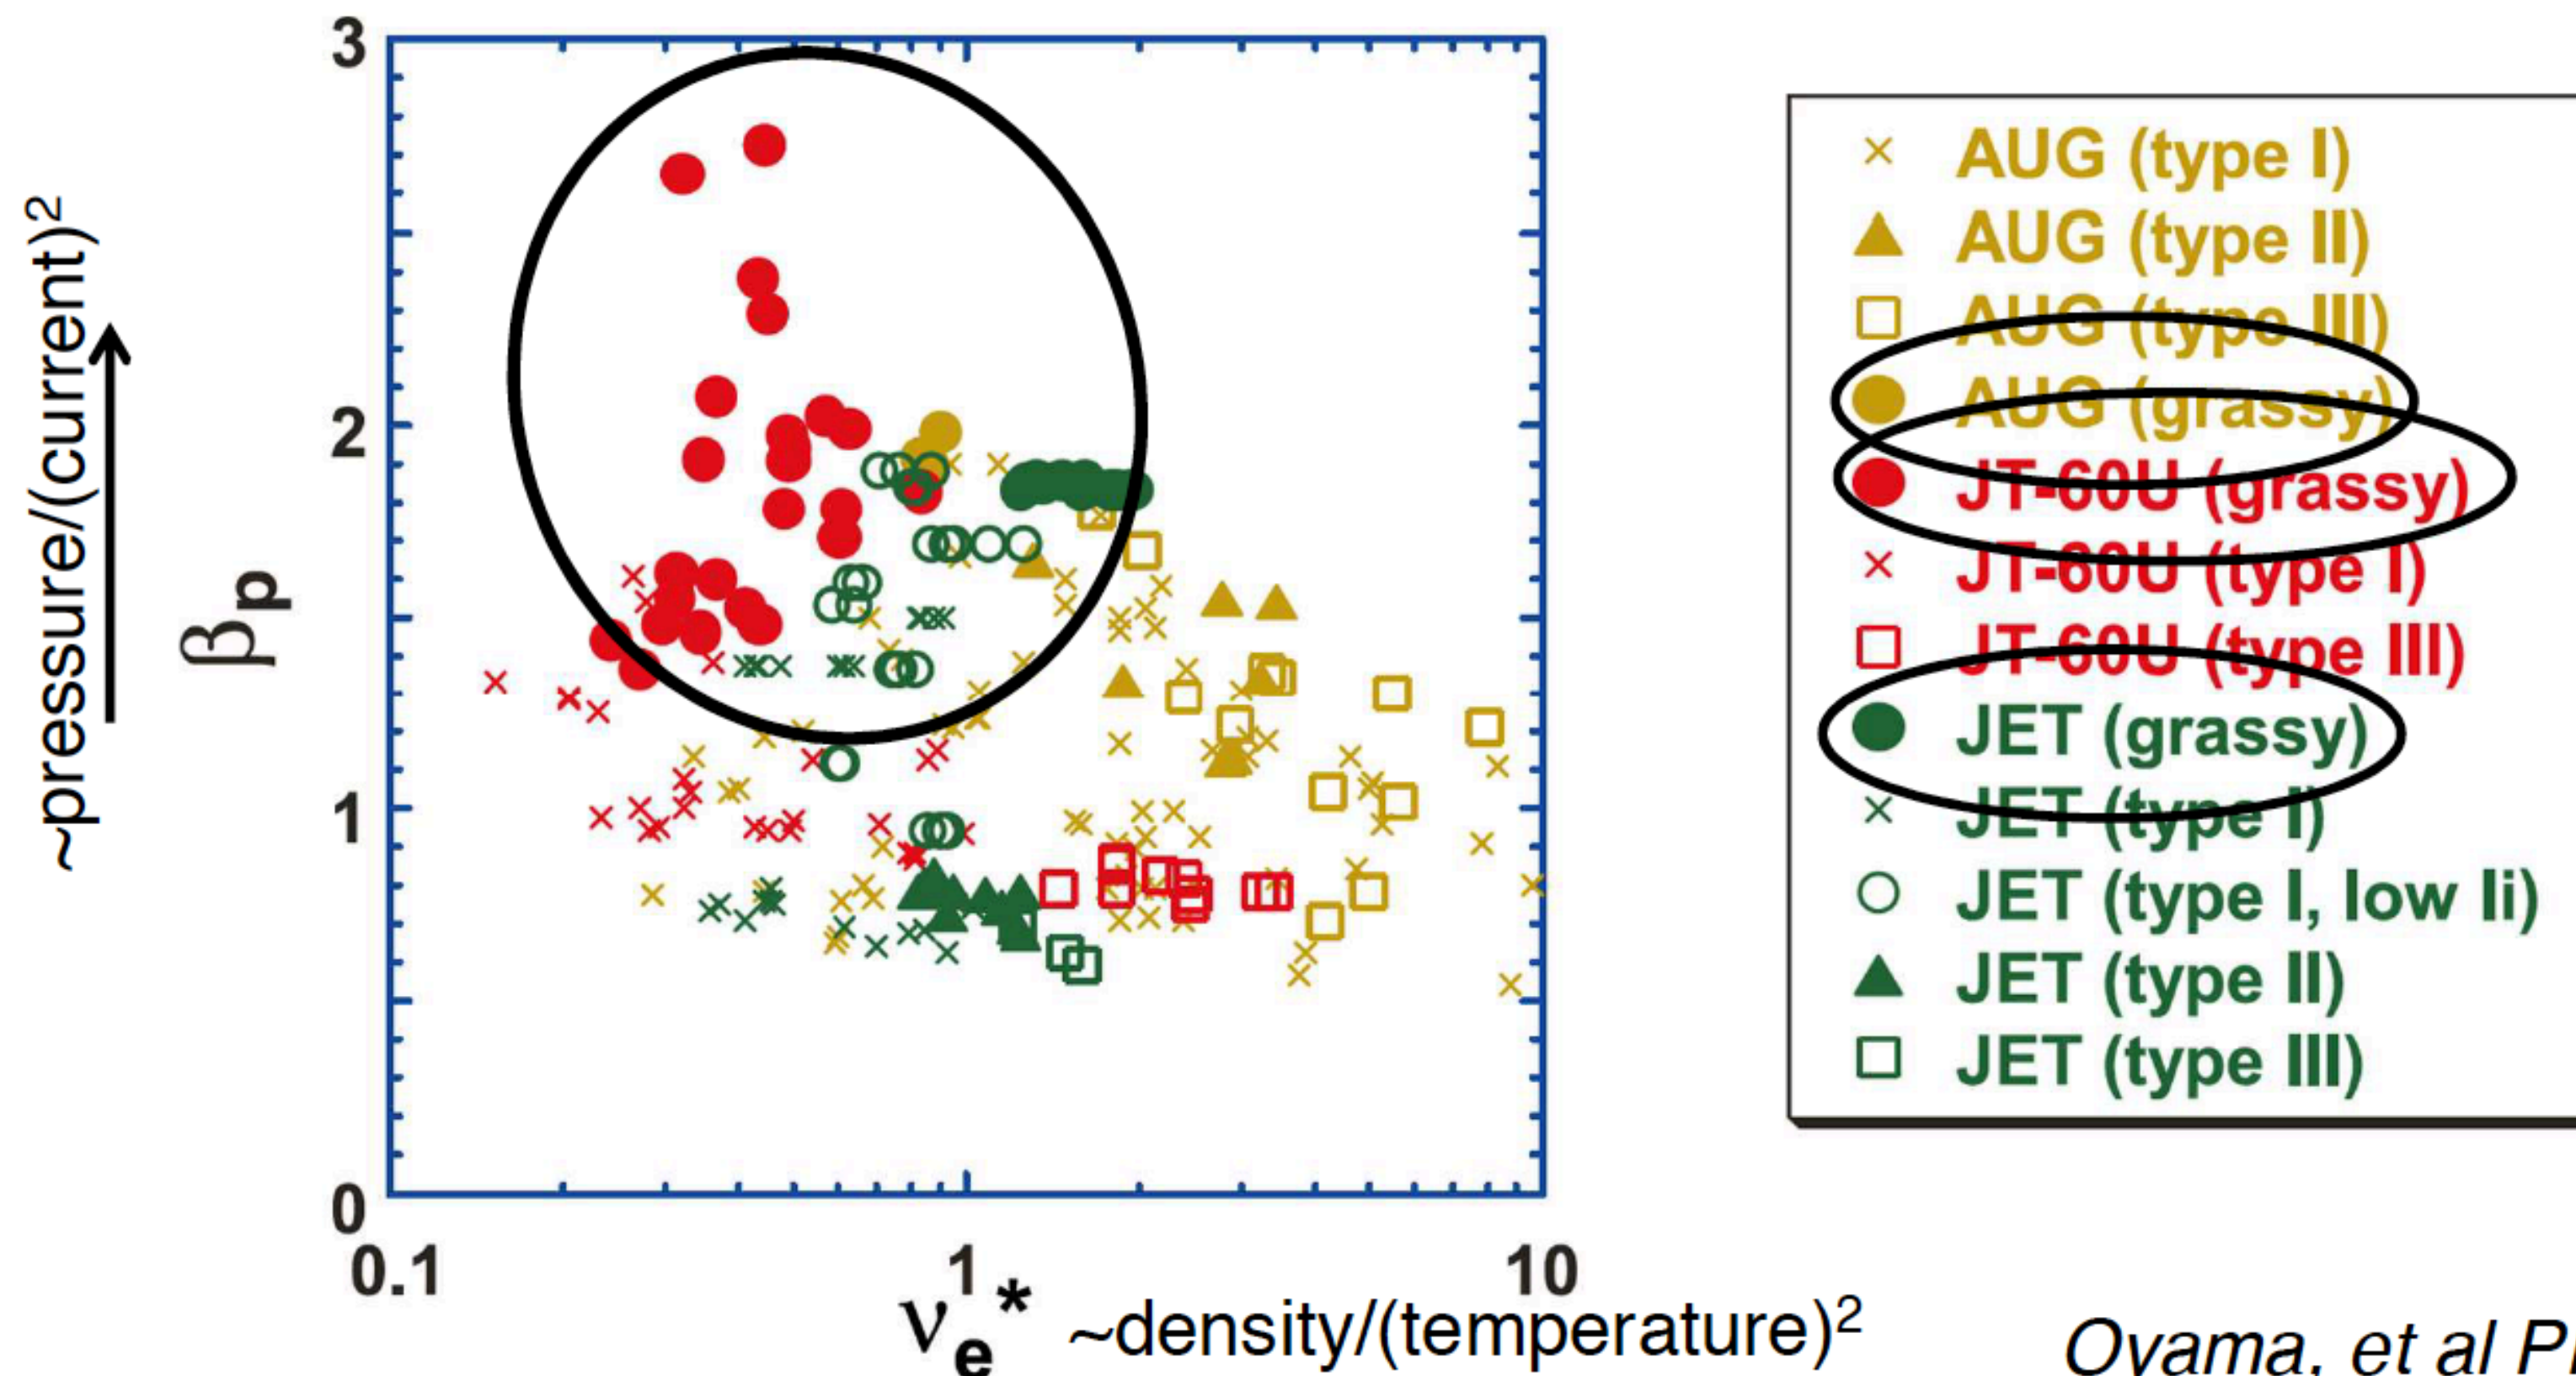 ~pressure/(current)²
βp
3
2
1
0
0.1
1
10
νe* ~density/(temperature)²
AUG (type I)
AUG (type II)
AUG (type III)
AUG (grassy)
JT-60U (grassy)
JT-60U (type I)
JT-60U (type III)
JET (grassy)
JET (type I)
JET (type I, low li)
JET (type II)
JET (type III)
Oyama, et al